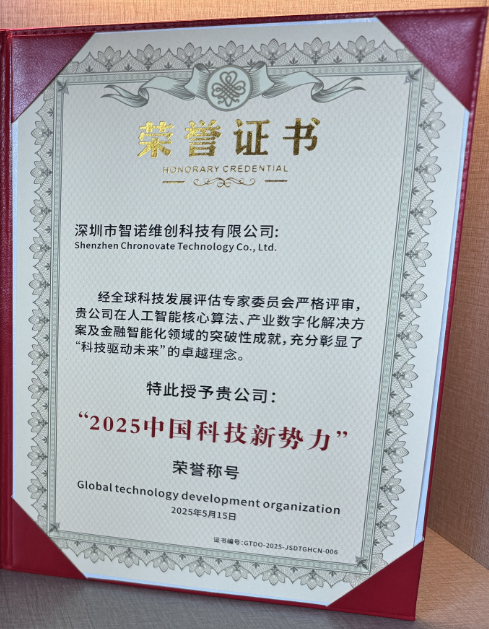 荣誉证书
HONORARY CREDENTIAL
深圳市智诺维创科技有限公司:
Shenzhen Chronovate Technology Co., Ltd.
经全球科技发展评估专家委员会严格评审,
贵公司在人工智能核心算法、产业数字化解决方
案及金融智能化领域的突破性成就,充分彰显了
“科技驱动未来”的卓越理念。
特此授予贵公司:
“2025中国科技新势力”
荣誉称号
Global technology development organization
2025年5月15日
证书编号:GTDO-2025-JSDTGHCN-006